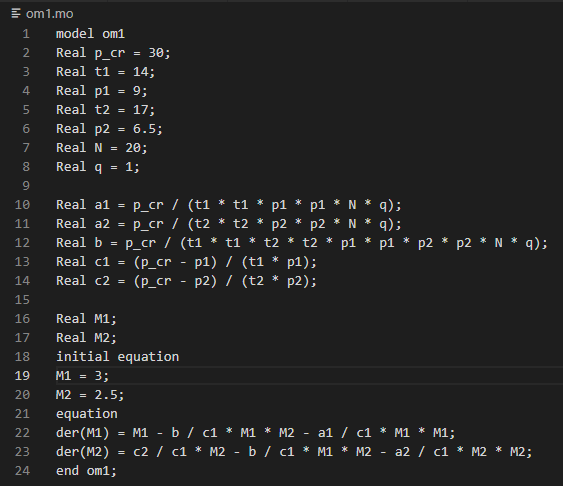 om1.mo
1 model om1
2 Real p_cr = 30;
3 Real t1 = 14;
4 Real p1 = 9;
5 Real t2 = 17;
6 Real p2 = 6.5;
7 Real N = 20;
8 Real q = 1;
9
10 Real a1 = p_cr / (t1 * t1 * p1 * p1 * N * q);
11 Real a2 = p_cr / (t2 * t2 * p2 * p2 * N * q);
12 Real b = p_cr / (t1 * t1 * t2 * t2 * p1 * p1 * p2 * p2 * N * q);
13 Real c1 = (p_cr - p1) / (t1 * p1);
14 Real c2 = (p_cr - p2) / (t2 * p2);
15
16 Real M1;
17 Real M2;
18 initial equation
19 M1 = 3;
20 M2 = 2.5;
21 equation
22 der(M1) = M1 - b / c1 * M1 * M2 - a1 / c1 * M1 * M1;
23 der(M2) = c2 / c1 * M2 - b / c1 * M1 * M2 - a2 / c1 * M2 * M2;
24 end om1;